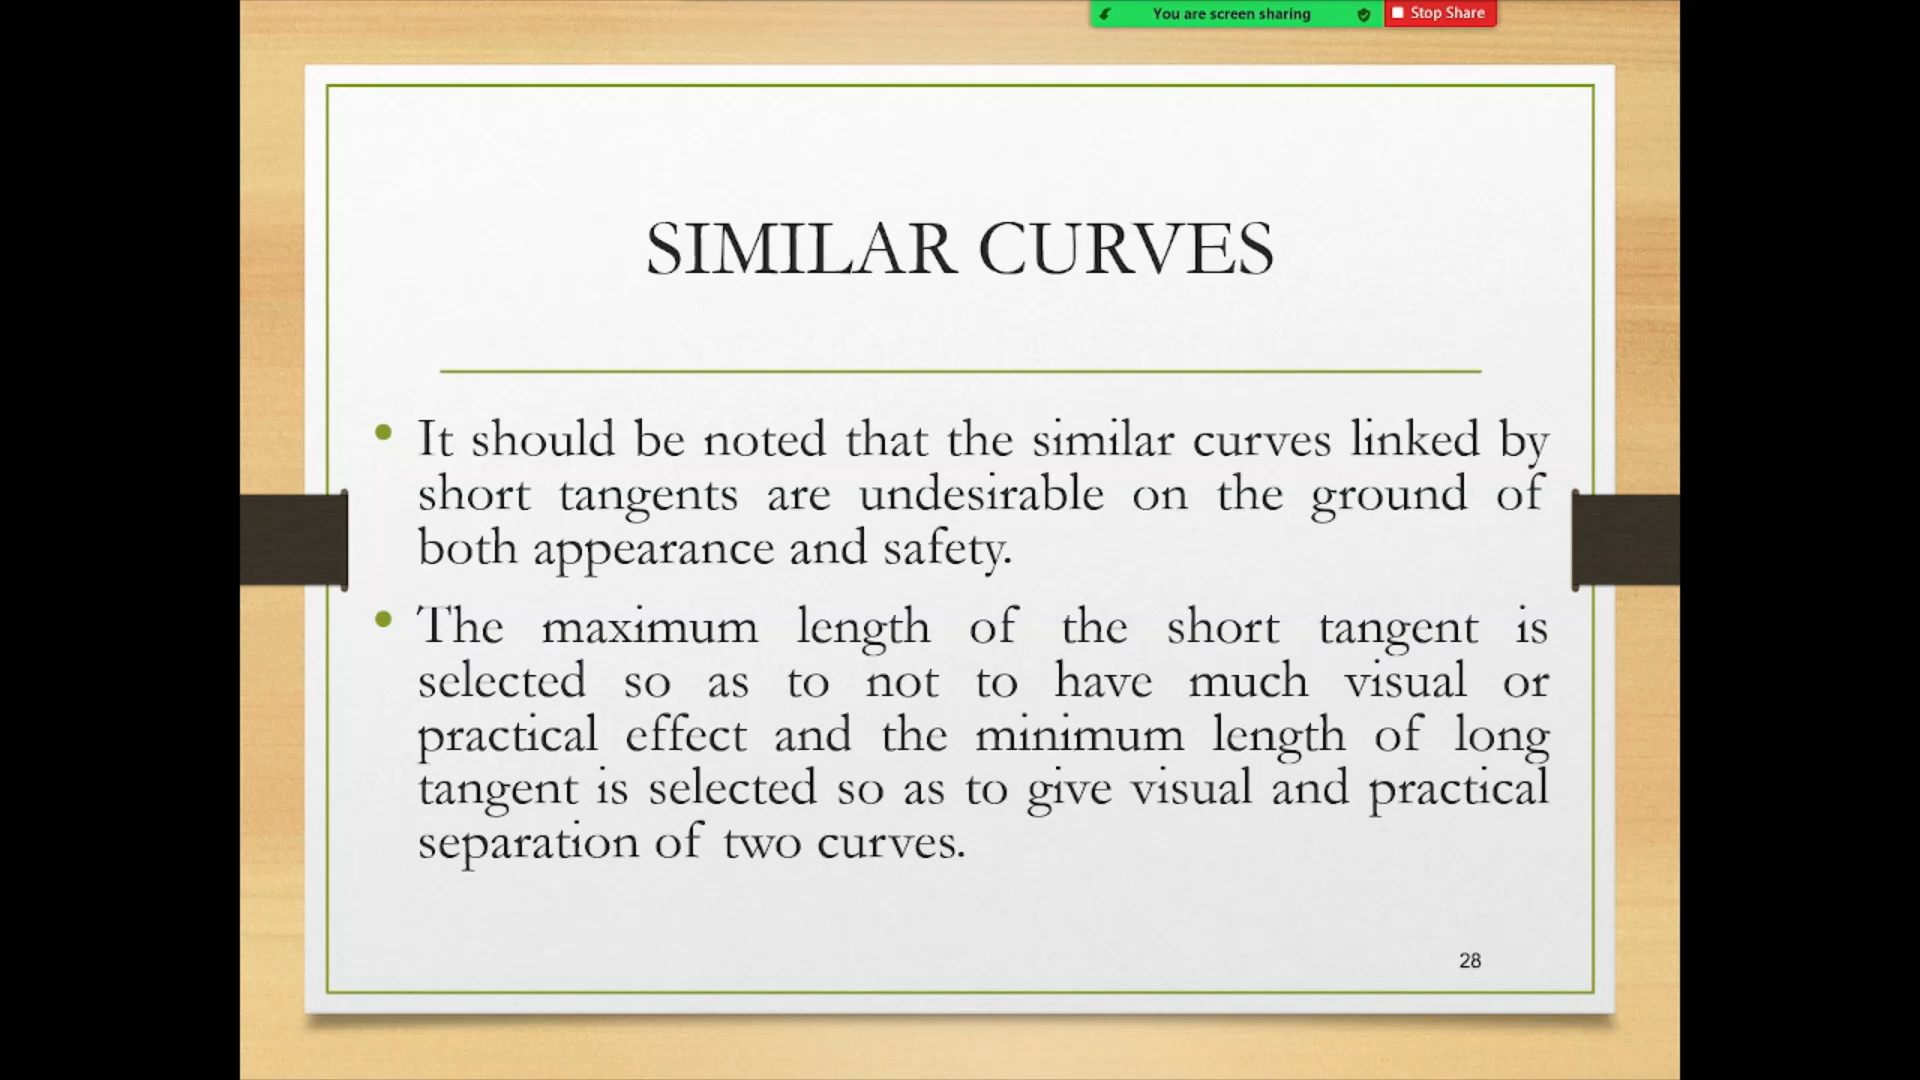 You are screen sharing
Stop Share
SIMILAR CURVES
• It should be noted that the similar curves linked by
short tangents are undesirable on the ground of
both appearance and safety.
• The maximum length of the short tangent is
selected so as to not to have much visual or
practical effect and the minimum length of long
tangent is selected so as to give visual and practical
separation of two curves.
28